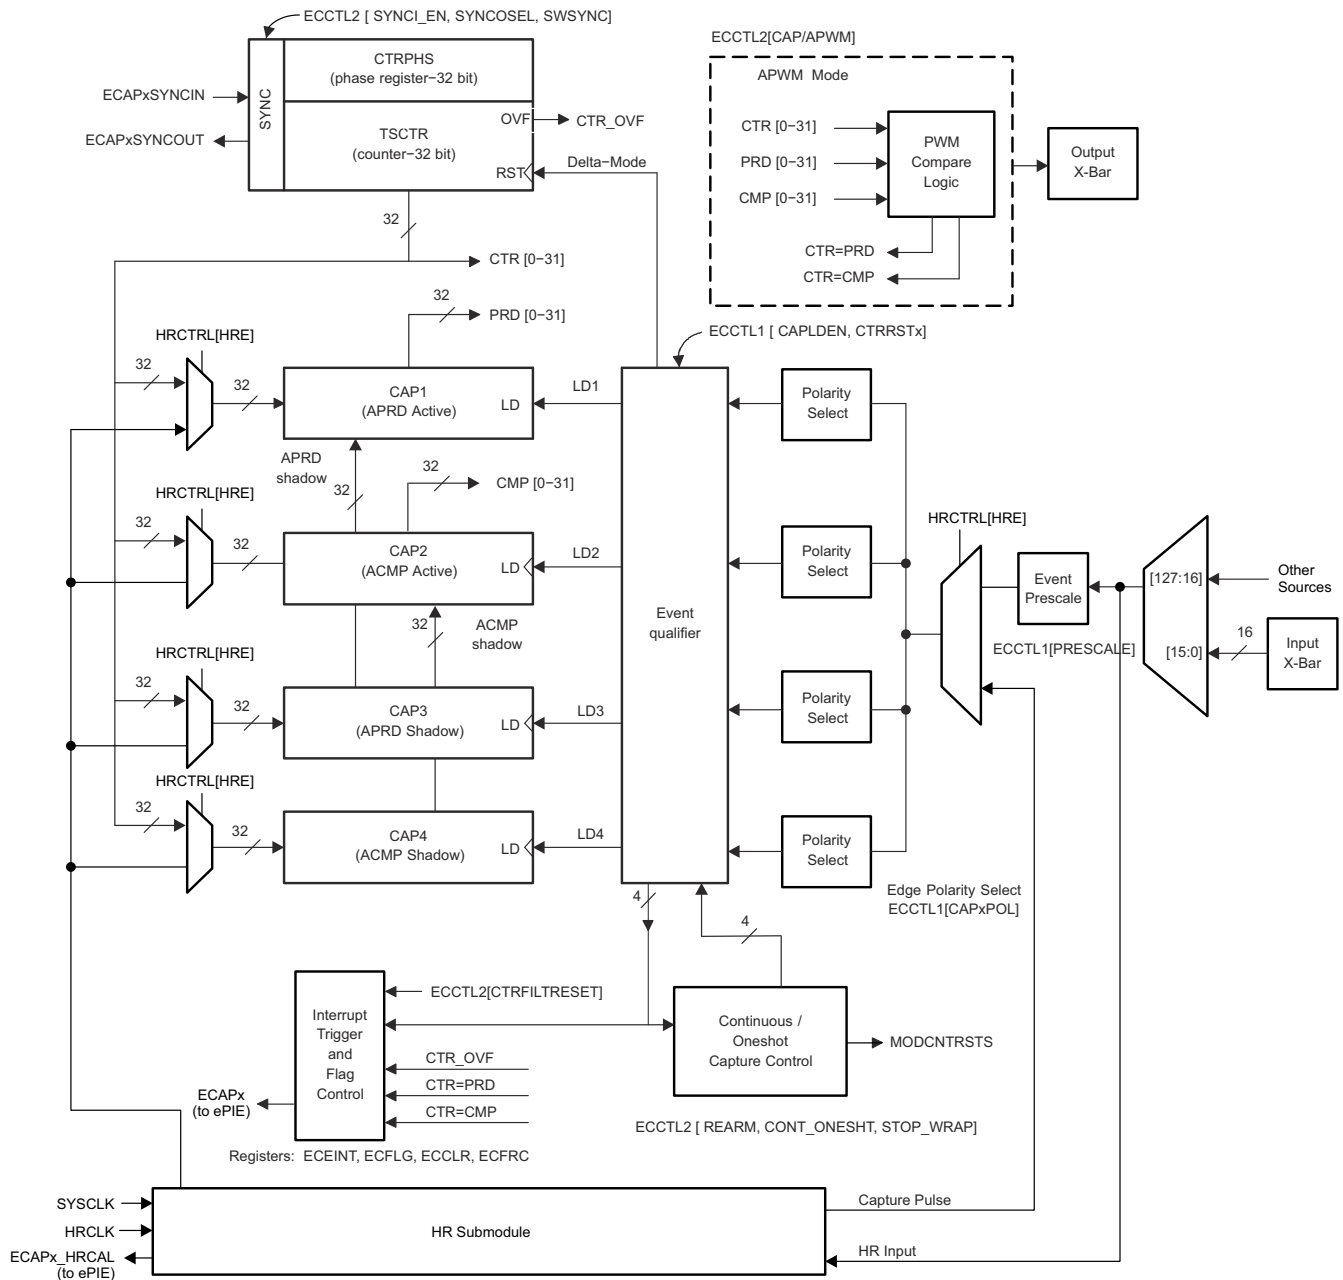 ECCTL2 [ SYNCI_EN, SYNCOSEL, SWSYNC]
SYNC
CTRPHS
(phase register−32 bit)
ECAPxSYNCIN
ECAPxSYNCOUT
TSCTR
(counter−32 bit)
OVF
CTR_OVF
RST
Delta−Mode
32
CTR [0−31]
32
PRD [0−31]
ECCTL2[CAP/APWM]
APWM Mode
CTR [0−31]
PRD [0−31]
CMP [0−31]
PWM
Compare
Logic
CTR=PRD
CTR=CMP
Output
X-Bar
HRCTRL[HRE]
32
32
CAP1
(APRD Active)
LD
LD1
ECCTL1 [ CAPLDEN, CTRRSTx]
Polarity
Select
APRD
shadow
32
32
CMP [0−31]
HRCTRL[HRE]
32
32
CAP2
(ACMP Active)
LD
LD2
Event
qualifier
Polarity
Select
HRCTRL[HRE]
Event
Prescale
ECCTL1[PRESCALE]
[127:16]
[15:0]
Other
Sources
16
Input
X-Bar
32
ACMP
shadow
HRCTRL[HRE]
32
32
CAP3
(APRD Shadow)
LD
LD3
Polarity
Select
HRCTRL[HRE]
32
32
CAP4
(ACMP Shadow)
LD
LD4
Polarity
Select
Edge Polarity Select
ECCTL1[CAPxPOL]
4
4
Interrupt
Trigger
and
Flag
Control
ECCTL2[CTRFILTRESET]
CTR_OVF
CTR=PRD
CTR=CMP
ECAPx
(to ePIE)
Continuous /
Oneshot
Capture Control
MODCNTRSTS
ECCTL2 [ REARM, CONT_ONESHT, STOP_WRAP]
Registers: ECEINT, ECFLG, ECCLR, ECFRC
SYSCLK
HRCLK
ECAPx_HRCAL
(to ePIE)
HR Submodule
Capture Pulse
HR Input